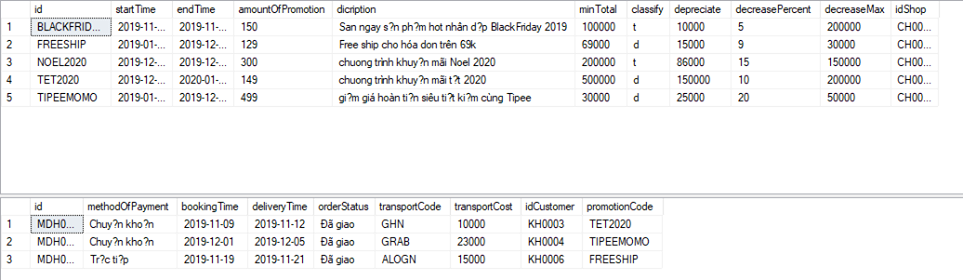 id startTime endTime amountOfPromotion dicription minTotal classify depreciate decreasePercent decreaseMax idShop
1 BLACKFRID... 2019-11-... 2019-11-... 150 San ngay s?n ph?m hot nhân d?p BlackFriday 2019 100000 t 10000 5 50000 CH00...
2 FREESHIP 2019-01-... 2019-12-... 129 Free ship cho hóa don trên 69k 69000 d 15000 9 30000 CH00...
3 NOEL2020 2019-12-... 2019-12-... 300 chuong trình khuy?n mãi Noel 2020 200000 t 86000 15 150000 CH00...
4 TET2020 2019-12-... 2020-01-... 149 chuong trình khuy?n mãi t?t 2020 500000 d 150000 10 200000 CH00...
5 TIPEEMOMO 2019-01-... 2019-12-... 499 gi?m giá hoàn ti?n siêu ti?t ki?m cùng Tipee 30000 d 25000 20 50000 CH00...
id methodOfPayment bookingTime deliveryTime orderStatus transportCode transportCost idCustomer promotionCode
1 MDH0... Chuy?n kho?n 2019-11-09 2019-11-12 Đã giao GHN 10000 KH0003 TET2020
2 MDH0... Chuy?n kho?n 2019-12-01 2019-12-05 Đã giao GRAB 23000 KH0004 TIPEEMOMO
3 MDH0... Tr?c ti?p 2019-11-19 2019-11-21 Đã giao ALOGN 15000 KH0006 FREESHIP